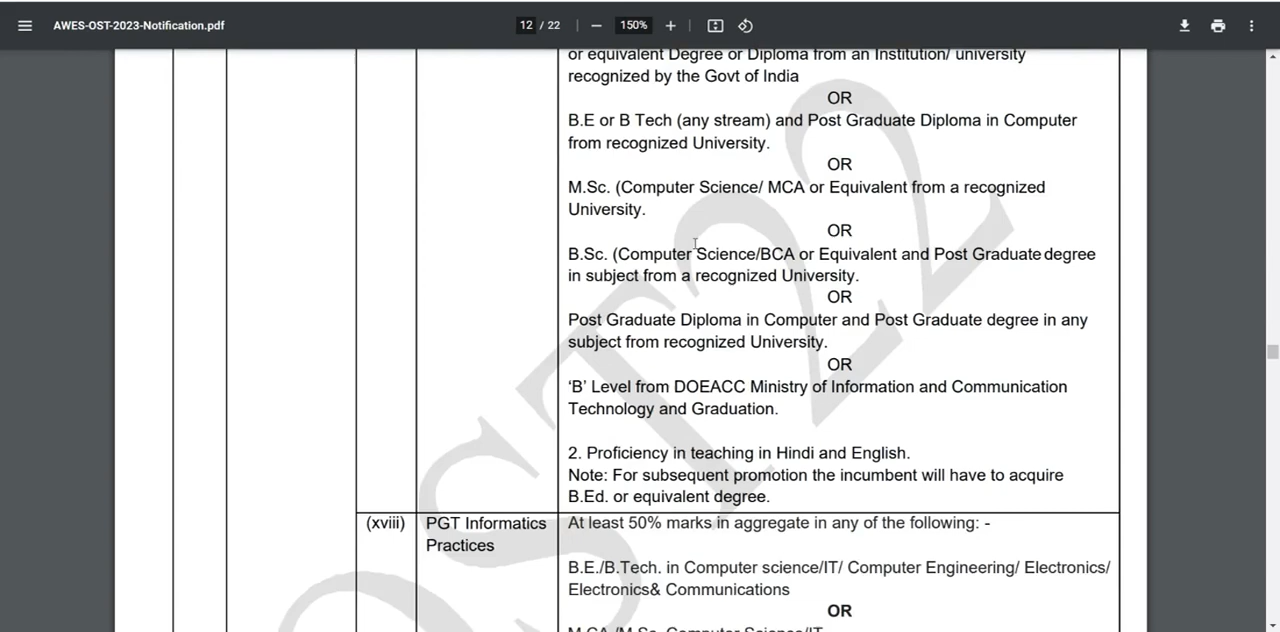 AWES-OST-2023-Notification.pdf
12 / 22
150%
or equivalent Degree or Diploma from an Institution/ university
recognized by the Govt of India
OR
B.E or B Tech (any stream) and Post Graduate Diploma in Computer
from recognized University.
OR
M.Sc. (Computer Science/ MCA or Equivalent from a recognized
University.
OR
B.Sc. (Computer Science/BCA or Equivalent and Post Graduate degree
in subject from a recognized University.
OR
Post Graduate Diploma in Computer and Post Graduate degree in any
subject from recognized University.
OR
‘B’ Level from DOEACC Ministry of Information and Communication
Technology and Graduation.
2. Proficiency in teaching in Hindi and English.
Note: For subsequent promotion the incumbent will have to acquire
B.Ed. or equivalent degree.
(xviii) PGT Informatics At least 50% marks in aggregate in any of the following: -
Practices
B.E./B.Tech. in Computer science/IT/ Computer Engineering/ Electronics/
Electronics& Communications
OR
M.CA./M.Sc. Computer Science/IT
OST22